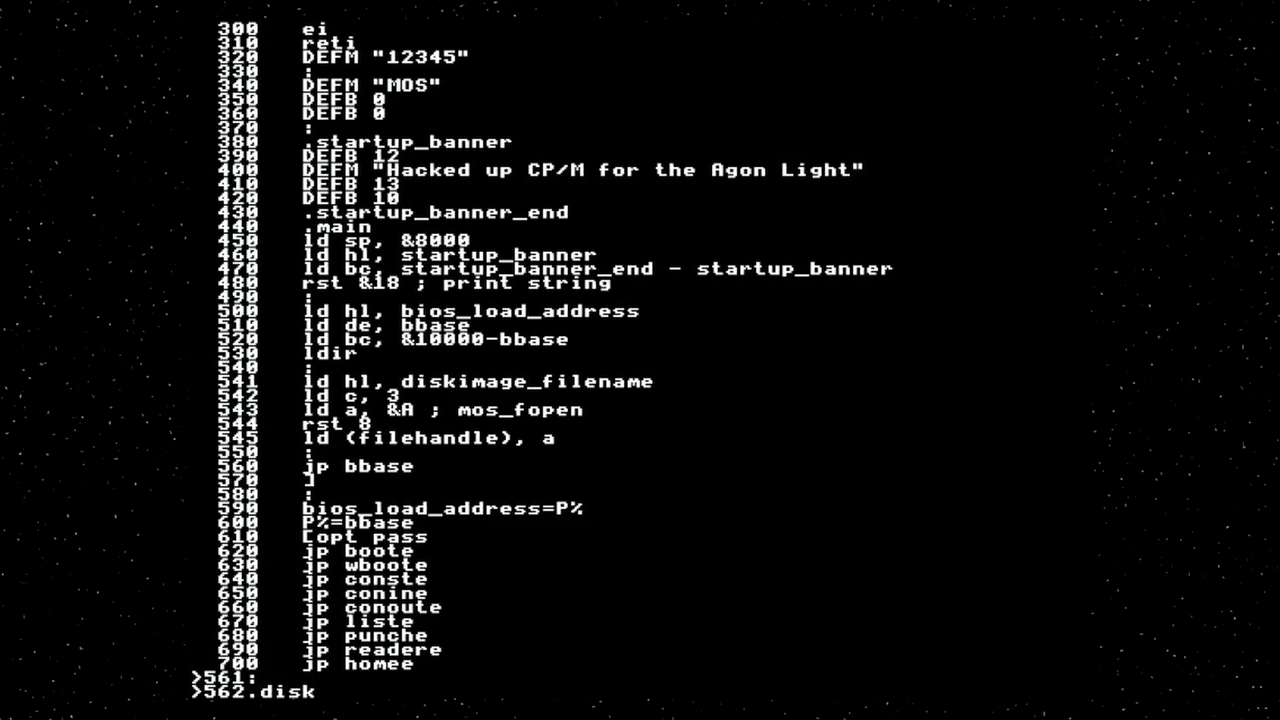 300   ei
310   reti
320   DEFM "12345"
330   :
340   DEFM "MOS"
350   DEFB 0
360   DEFB 0
370   :
380   .startup_banner
390   DEFB 12
400   DEFM "Hacked up CP/M for the Agon Light"
410   DEFB 13
420   DEFB 10
430   .startup_banner_end
440   .main
450   ld sp, &8000
460   ld hl, startup_banner
470   ld bc, startup_banner_end - startup_banner
480   rst &18 ; print string
490   :
500   ld hl, bios_load_address
510   ld de, bbase
520   ld bc, &10000-bbase
530   ldir
540   :
541   ld hl, diskimage_filename
542   ld c, 3
543   ld a, &A ; mos_fopen
544   rst 8
545   ld (filehandle), a
550   :
560   jp bbase
570   ]
580   :
590   bios_load_address=P%
600   P%=bbase
610   [opt pass
620   jp boote
630   jp wboote
640   jp conste
650   jp conine
660   jp conoute
670   jp liste
680   jp punche
690   jp readere
700   jp homee
>561:
>562.disk